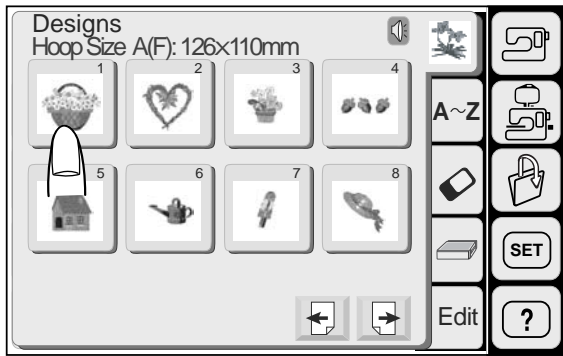 Designs
Hoop Size A(F): 126×110mm
1 2 3 4
A~Z
5 6 7 8
SET
Edit
?